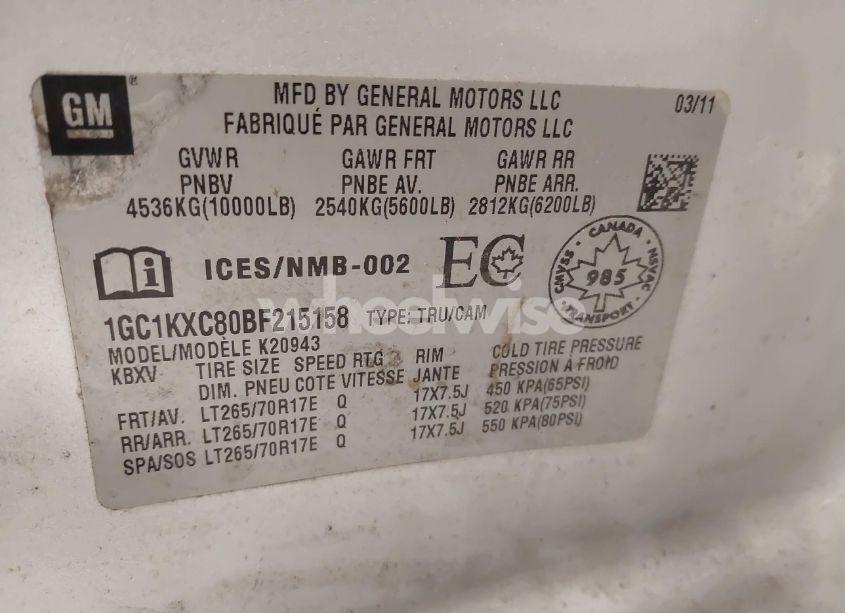 GM
MFD BY GENERAL MOTORS LLC 03/11
FABRIQUÉ PAR GENERAL MOTORS LLC
GVWR GAWR FRT GAWR RR
PNBV PNBE AV. PNBE ARR.
4536KG(10000LB) 2540KG(5600LB) 2812KG(6200LB)
ICES/NMB-002 EC
CANADA
CMVSS 985 NSVAC
TRANSPORT
wheelwise
1GC1KXC80BF215158 TYPE: TRU/CAM
MODEL/MODÈLE K20943
KBXV TIRE SIZE SPEED RTG RIM COLD TIRE PRESSURE
DIM. PNEU COTE VITESSE JANTE PRESSION A FROID
FRT/AV. LT265/70R17E Q 17X7.5J 450 KPA(65PSI)
RR/ARR. LT265/70R17E Q 17X7.5J 520 KPA(75PSI)
SPA/SOS LT265/70R17E Q 17X7.5J 550 KPA(80PSI)